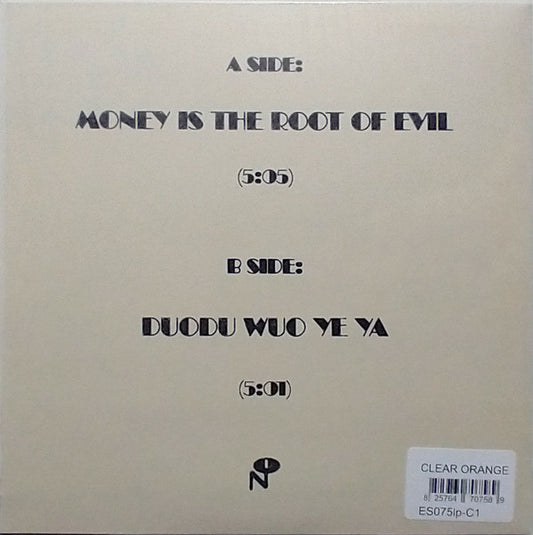 A SIDE:
MONEY IS THE ROOT OF EVIL
(5:05)
B SIDE:
DUODU WUO YE YA
(5:01)
N
CLEAR ORANGE
8 25764 70758 9
ES075ip-C1